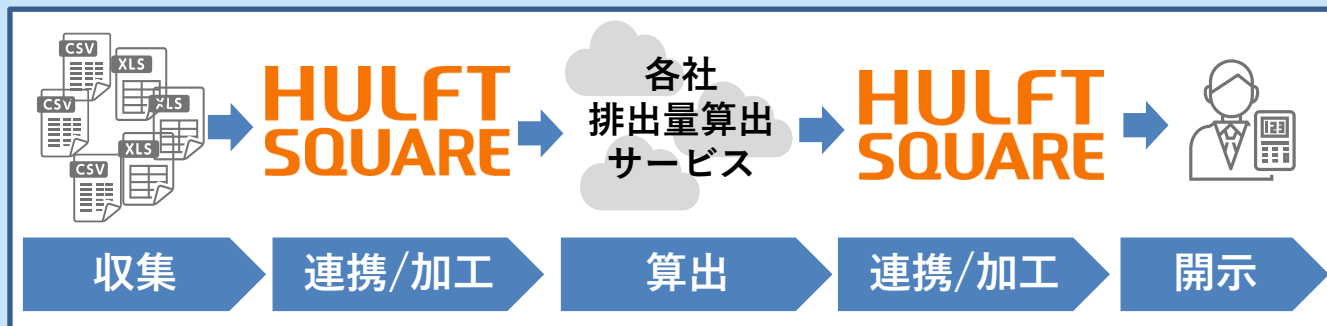 CSV
XLS
CSV
XLS
XLS
CSV
HULFT
SQUARE
各社
排出量算出
サービス
HULFT
SQUARE
123
収集
連携/加工
算出
連携/加工
開示